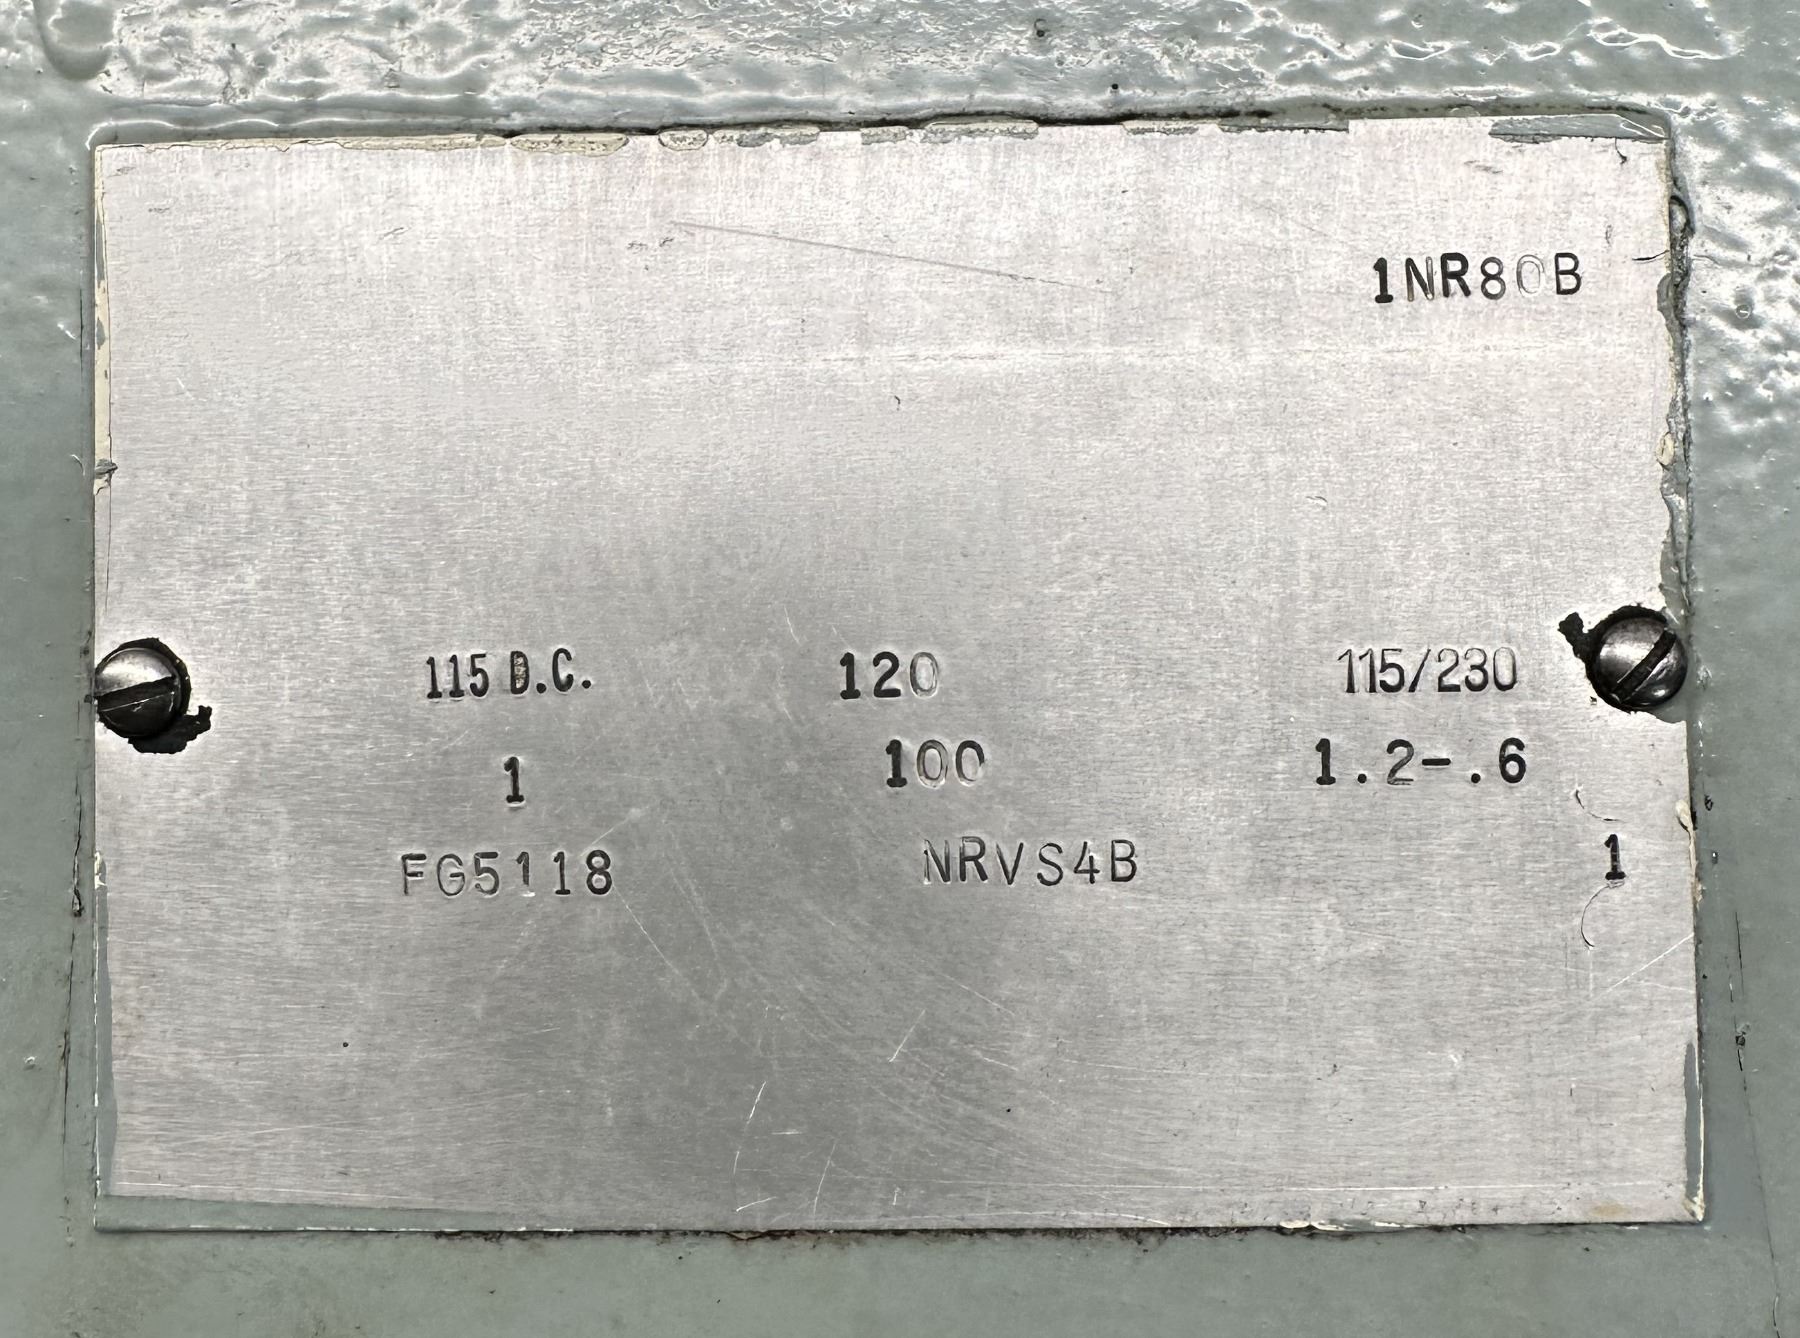 1NR80B
115 D.C. 120 115/230
1 100 1.2-.6
FG5118 NRVS4B 1